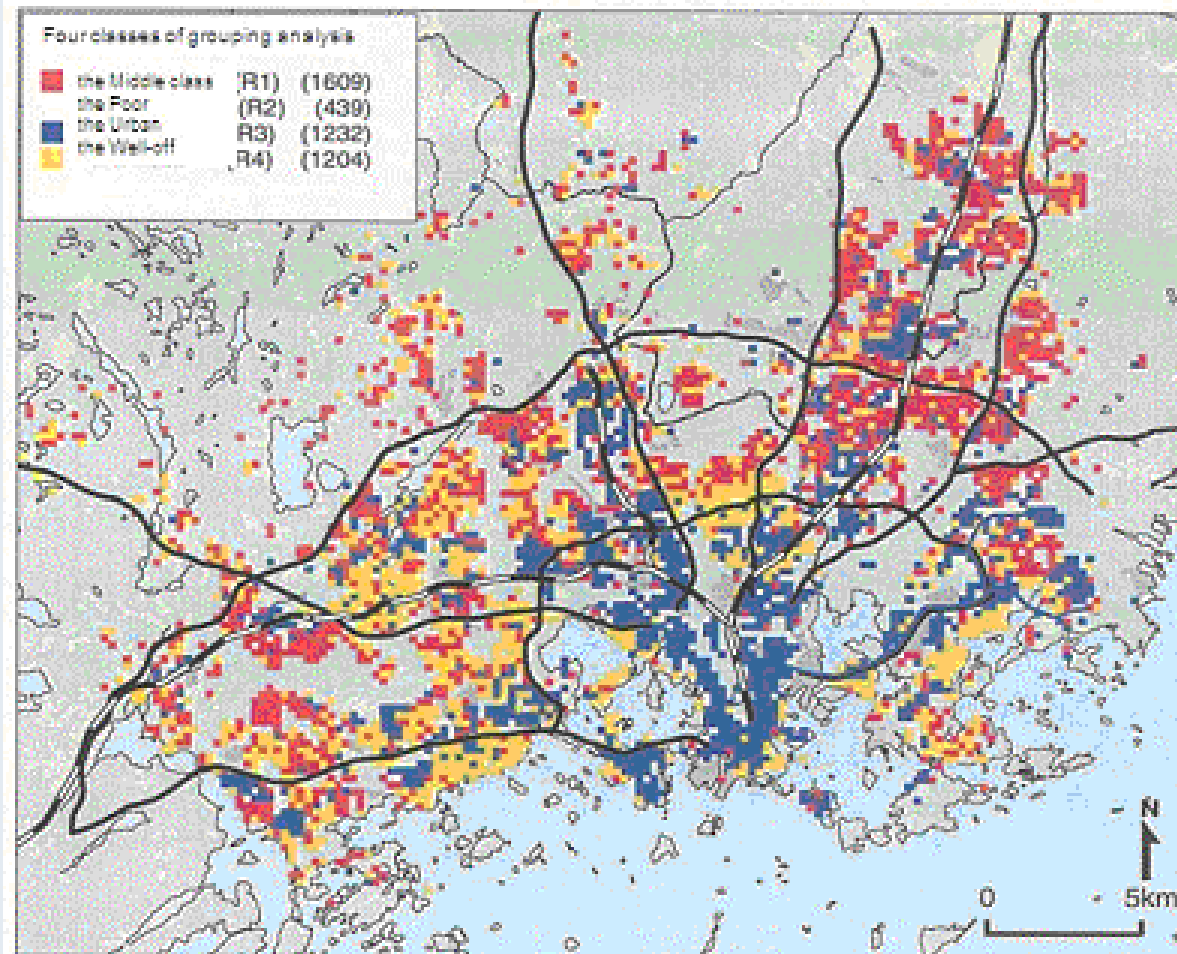 Four classes of grouping analysis
the Middle class (R1) (1609)
the Poor (R2) (439)
the Urban R3) (1232)
the Well-off R4) (1204)
N
0 5km